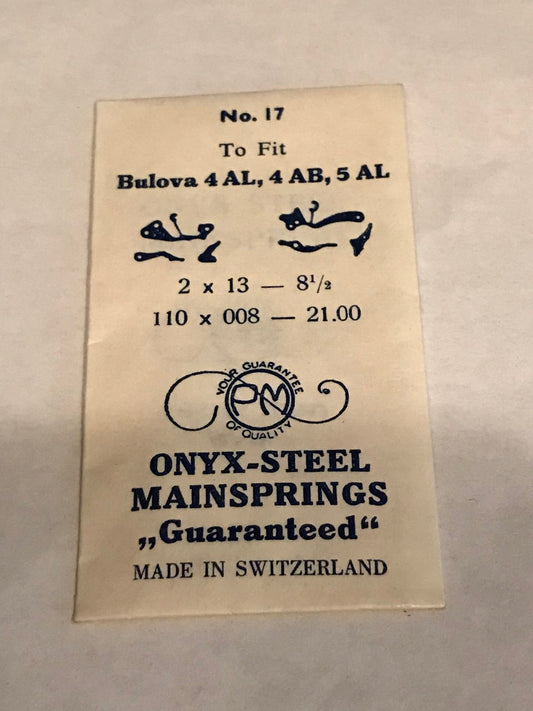 No. 17
To Fit
Bulova 4 AL, 4 AB, 5 AL
2 x 13 — 8½
110 x 008 — 21.00
YOUR GUARANTEE
PM
OF QUALITY
ONYX-STEEL
MAINSPRINGS
„Guaranteed“
MADE IN SWITZERLAND